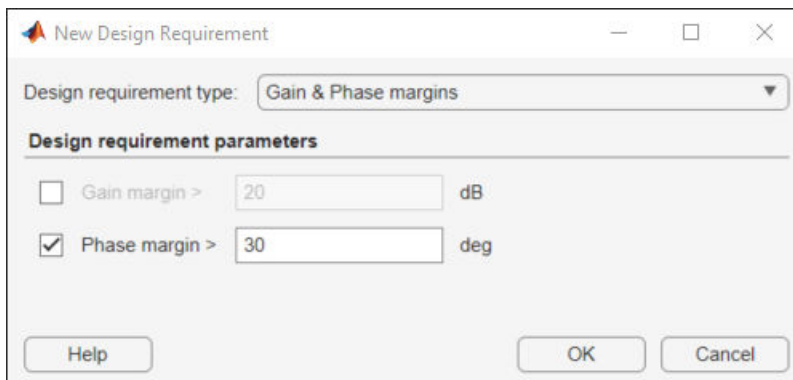 New Design Requirement
Design requirement type: Gain & Phase margins
Design requirement parameters
Gain margin > 20 dB
Phase margin > 30 deg
Help OK Cancel